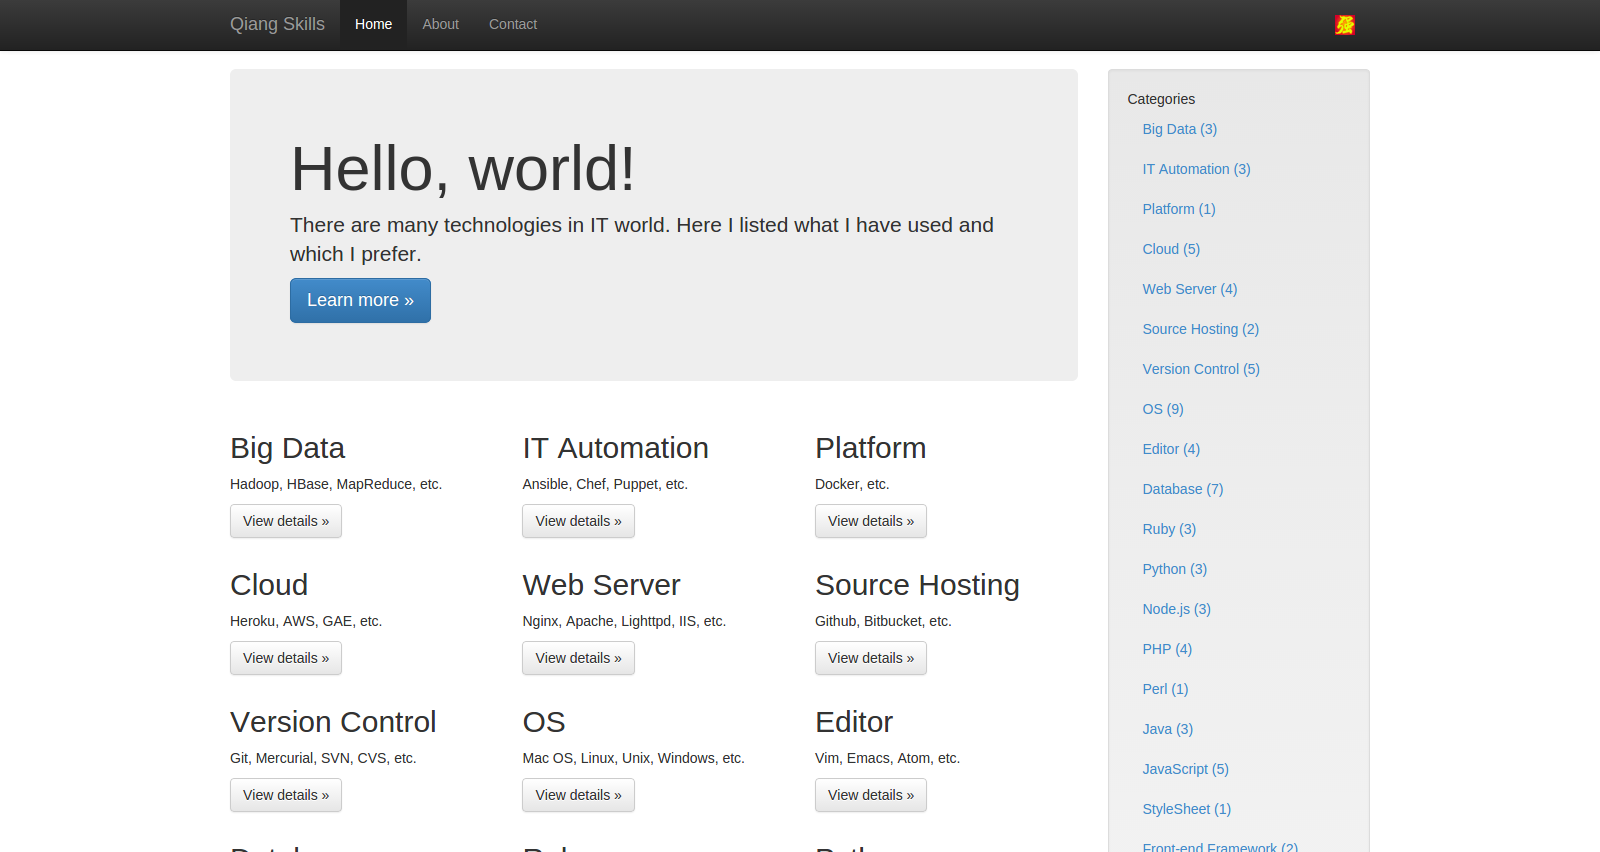 Qiang Skills Home About Contact 強
Hello, world!
There are many technologies in IT world. Here I listed what I have used and
which I prefer.
Learn more »
Big Data
Hadoop, HBase, MapReduce, etc.
View details »
IT Automation
Ansible, Chef, Puppet, etc.
View details »
Platform
Docker, etc.
View details »
Cloud
Heroku, AWS, GAE, etc.
View details »
Web Server
Nginx, Apache, Lighttpd, IIS, etc.
View details »
Source Hosting
Github, Bitbucket, etc.
View details »
Version Control
Git, Mercurial, SVN, CVS, etc.
View details »
OS
Mac OS, Linux, Unix, Windows, etc.
View details »
Editor
Vim, Emacs, Atom, etc.
View details »
Categories
Big Data (3)
IT Automation (3)
Platform (1)
Cloud (5)
Web Server (4)
Source Hosting (2)
Version Control (5)
OS (9)
Editor (4)
Database (7)
Ruby (3)
Python (3)
Node.js (3)
PHP (4)
Perl (1)
Java (3)
JavaScript (5)
StyleSheet (1)
Front-end Framework (2)